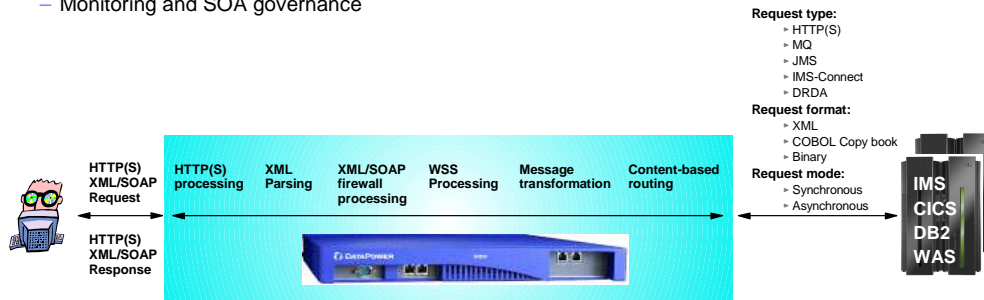 – Monitoring and SOA governance
Request type:
▹ HTTP(S)
▹ MQ
▹ JMS
▹ IMS-Connect
▹ DRDA
Request format:
▹ XML
▹ COBOL Copy book
▹ Binary
Request mode:
▹ Synchronous
▹ Asynchronous
HTTP(S)
XML/SOAP
Request
HTTP(S)
XML/SOAP
Response
HTTP(S)
processing
XML
Parsing
XML/SOAP
firewall
processing
WSS
Processing
Message
transformation
Content-based
routing
DATAPOWER
IMS
CICS
DB2
WAS